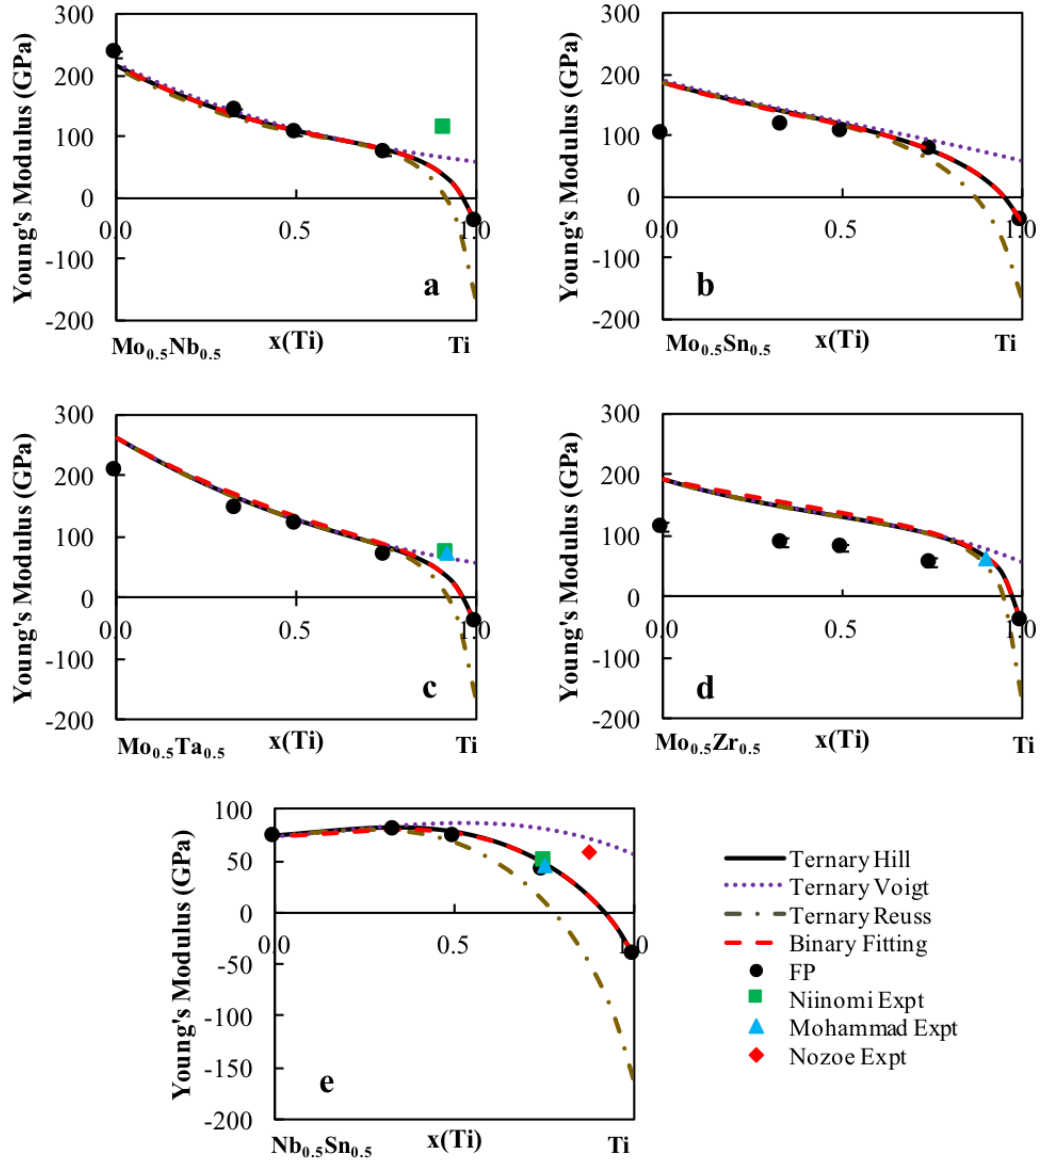 Young's Modulus (GPa)
300
200
100
0
-100
-200
0.0
0.5
1.0
a
Mo0.5Nb0.5
x(Ti)
Ti
Young's Modulus (GPa)
300
200
100
0
-100
-200
0.0
0.5
1.0
b
Mo0.5Sn0.5
x(Ti)
Ti
Young's Modulus (GPa)
300
200
100
0
-100
-200
0.0
0.5
1.0
c
Mo0.5Ta0.5
x(Ti)
Ti
Young's Modulus (GPa)
300
200
100
0
-100
-200
0.0
0.5
1.0
d
Mo0.5Zr0.5
x(Ti)
Ti
Young's Modulus (GPa)
100
50
0
-50
-100
-150
-200
0.0
0.5
1.0
e
Nb0.5Sn0.5
x(Ti)
Ti
Ternary Hill
Ternary Voigt
Ternary Reuss
Binary Fitting
FP
Niinomi Expt
Mohammad Expt
Nozoe Expt